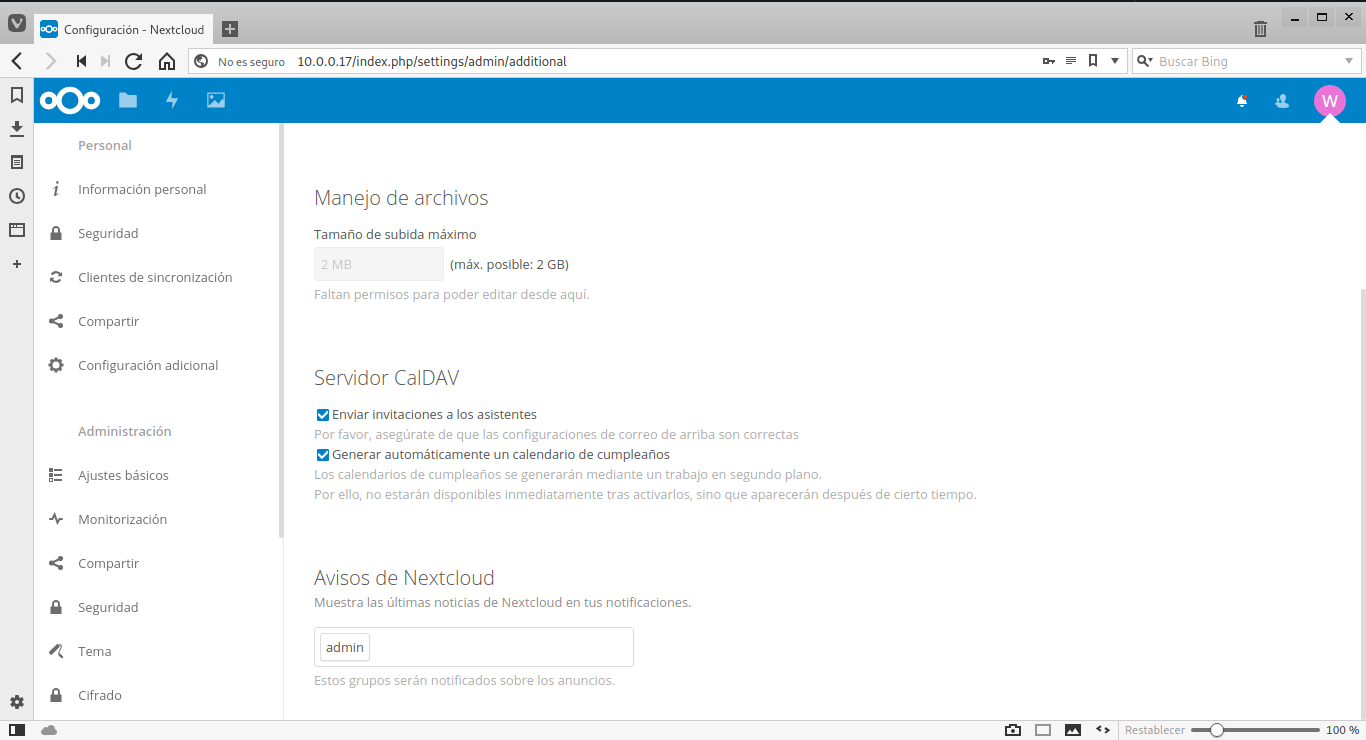 Configuración - Nextcloud
No es seguro 10.0.0.17/index.php/settings/admin/additional
Buscar Bing
W
Personal
Información personal
Seguridad
Clientes de sincronización
Compartir
Configuración adicional
Administración
Ajustes básicos
Monitorización
Compartir
Seguridad
Tema
Cifrado
Manejo de archivos
Tamaño de subida máximo
2 MB (máx. posible: 2 GB)
Faltan permisos para poder editar desde aquí.
Servidor CalDAV
Enviar invitaciones a los asistentes
Por favor, asegúrate de que las configuraciones de correo de arriba son correctas
Generar automáticamente un calendario de cumpleaños
Los calendarios de cumpleaños se generarán mediante un trabajo en segundo plano.
Por ello, no estarán disponibles inmediatamente tras activarlos, sino que aparecerán después de cierto tiempo.
Avisos de Nextcloud
Muestra las últimas noticias de Nextcloud en tus notificaciones.
admin
Estos grupos serán notificados sobre los anuncios.
Restablecer 100 %